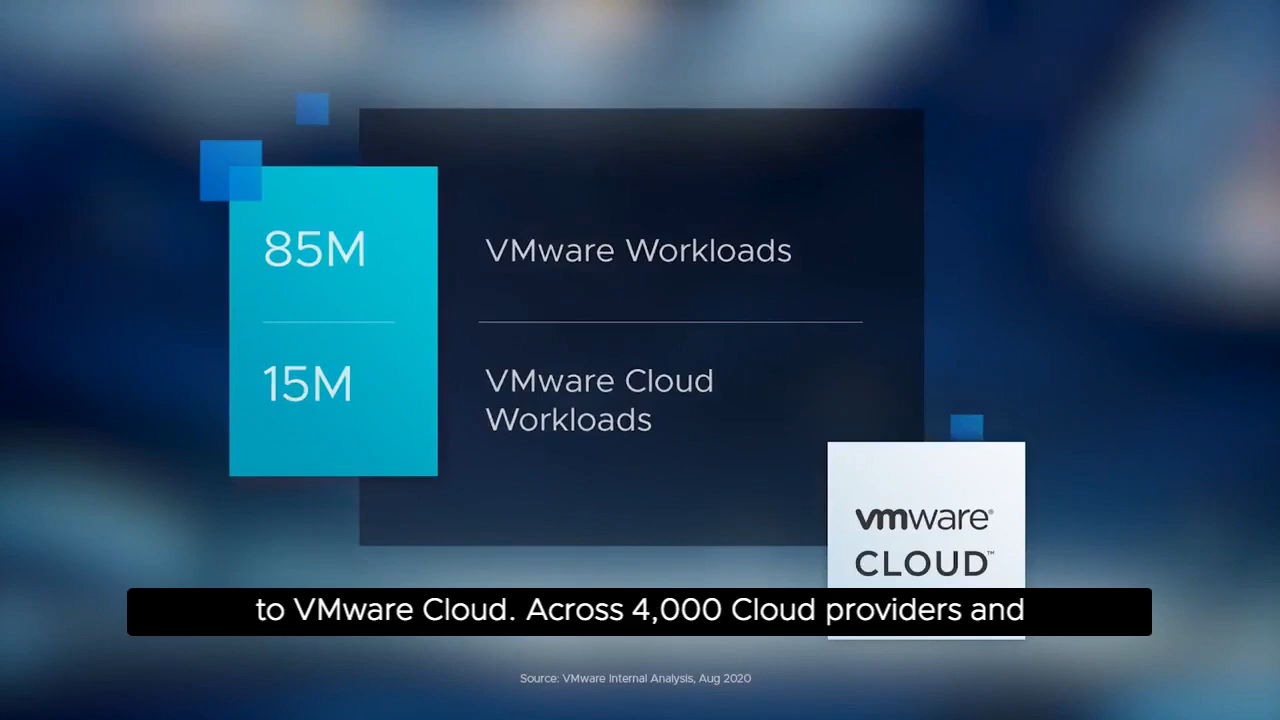 85M
VMware Workloads
15M
VMware Cloud
Workloads
vmware®
CLOUD™
to VMware Cloud. Across 4,000 Cloud providers and
Source: VMware Internal Analysis, Aug 2020